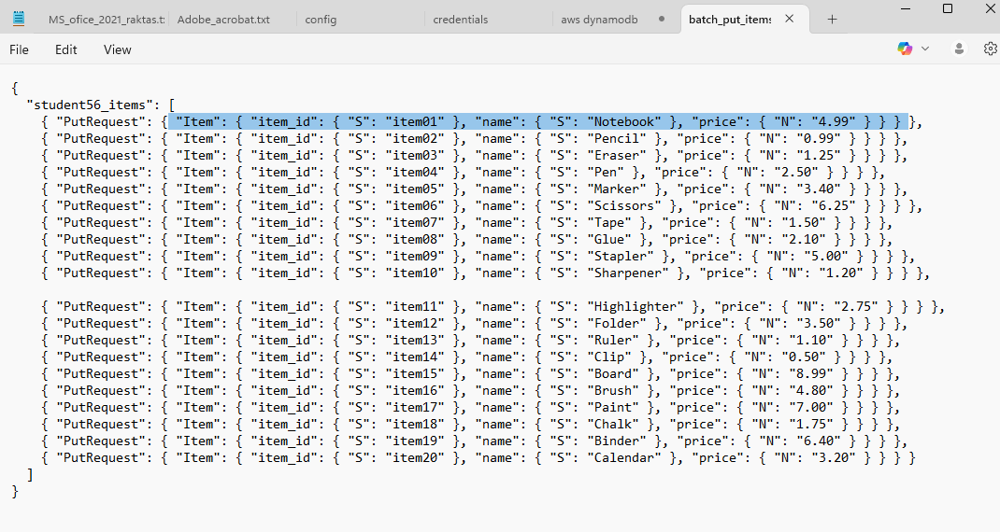 MS_ofice_2021_raktas.t: Adobe_acrobat.txt config credentials aws dynamodb batch_put_items
File Edit View
{
"student56_items": [
{ "PutRequest": { "Item": { "item_id": { "S": "item01" }, "name": { "S": "Notebook" }, "price": { "N": "4.99" } } } },
{ "PutRequest": { "Item": { "item_id": { "S": "item02" }, "name": { "S": "Pencil" }, "price": { "N": "0.99" } } } },
{ "PutRequest": { "Item": { "item_id": { "S": "item03" }, "name": { "S": "Eraser" }, "price": { "N": "1.25" } } } },
{ "PutRequest": { "Item": { "item_id": { "S": "item04" }, "name": { "S": "Pen" }, "price": { "N": "2.50" } } } },
{ "PutRequest": { "Item": { "item_id": { "S": "item05" }, "name": { "S": "Marker" }, "price": { "N": "3.40" } } } },
{ "PutRequest": { "Item": { "item_id": { "S": "item06" }, "name": { "S": "Scissors" }, "price": { "N": "6.25" } } } },
{ "PutRequest": { "Item": { "item_id": { "S": "item07" }, "name": { "S": "Tape" }, "price": { "N": "1.50" } } } },
{ "PutRequest": { "Item": { "item_id": { "S": "item08" }, "name": { "S": "Glue" }, "price": { "N": "2.10" } } } },
{ "PutRequest": { "Item": { "item_id": { "S": "item09" }, "name": { "S": "Stapler" }, "price": { "N": "5.00" } } } },
{ "PutRequest": { "Item": { "item_id": { "S": "item10" }, "name": { "S": "Sharpener" }, "price": { "N": "1.20" } } } },
{ "PutRequest": { "Item": { "item_id": { "S": "item11" }, "name": { "S": "Highlighter" }, "price": { "N": "2.75" } } } },
{ "PutRequest": { "Item": { "item_id": { "S": "item12" }, "name": { "S": "Folder" }, "price": { "N": "3.50" } } } },
{ "PutRequest": { "Item": { "item_id": { "S": "item13" }, "name": { "S": "Ruler" }, "price": { "N": "1.10" } } } },
{ "PutRequest": { "Item": { "item_id": { "S": "item14" }, "name": { "S": "Clip" }, "price": { "N": "0.50" } } } },
{ "PutRequest": { "Item": { "item_id": { "S": "item15" }, "name": { "S": "Board" }, "price": { "N": "8.99" } } } },
{ "PutRequest": { "Item": { "item_id": { "S": "item16" }, "name": { "S": "Brush" }, "price": { "N": "4.80" } } } },
{ "PutRequest": { "Item": { "item_id": { "S": "item17" }, "name": { "S": "Paint" }, "price": { "N": "7.00" } } } },
{ "PutRequest": { "Item": { "item_id": { "S": "item18" }, "name": { "S": "Chalk" }, "price": { "N": "1.75" } } } },
{ "PutRequest": { "Item": { "item_id": { "S": "item19" }, "name": { "S": "Binder" }, "price": { "N": "6.40" } } } },
{ "PutRequest": { "Item": { "item_id": { "S": "item20" }, "name": { "S": "Calendar" }, "price": { "N": "3.20" } } } }
]
}